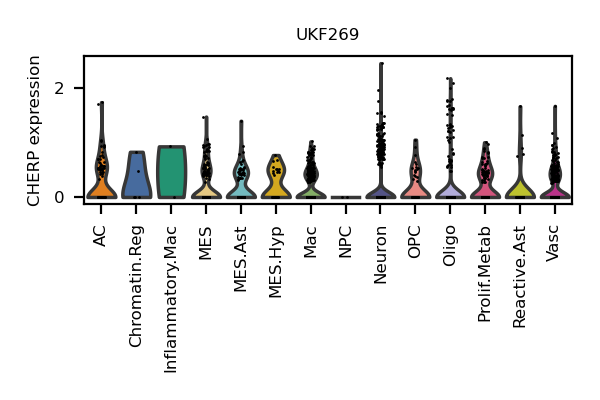 UKF269
CHERP expression
2
0
AC
Chromatin.Reg
Inflammatory.Mac
MES
MES.Ast
MES.Hyp
Mac
NPC
Neuron
OPC
Oligo
Prolif.Metab
Reactive.Ast
Vasc